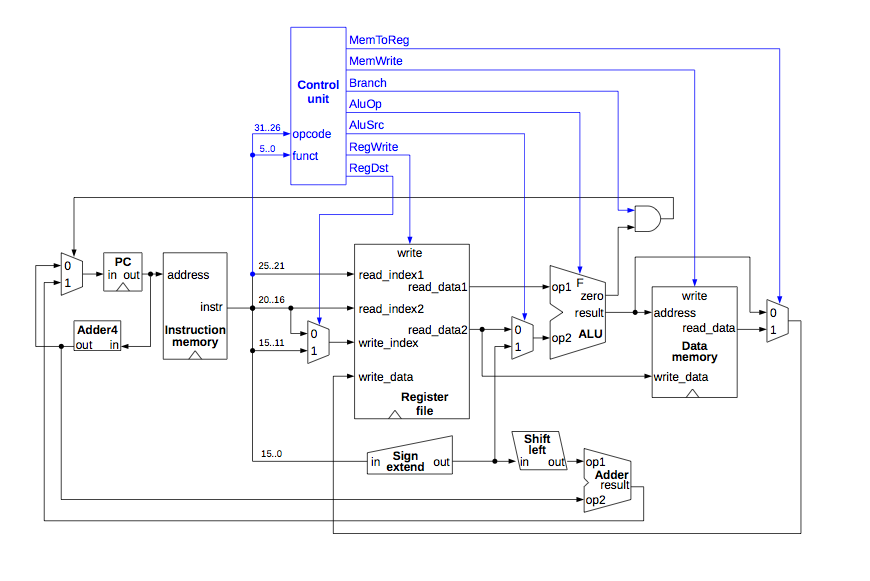 MemToReg
MemWrite
Branch
AluOp
AluSrc
RegWrite
RegDst
Control
unit
31..26
opcode
5..0
funct
0
1
PC
in out
address
instr
Instruction
memory
Adder4
out in
25..21
20..16
15..11
15..0
0
1
write
read_index1
read_data1
read_index2
read_data2
write_index
write_data
Register
file
0
1
F
op1
zero
result
op2
ALU
write
address
read_data
Data
memory
write_data
0
1
in
Sign
extend
out
Shift
left
in out
op1
Adder
result
op2